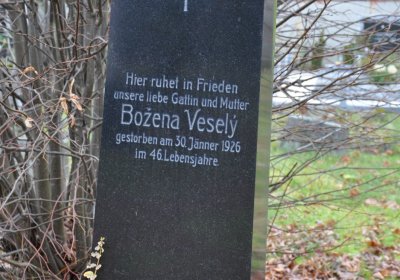 Hier ruhet in Frieden
unsere liebe Gattin und Mutter
Božena Veselý
gestorben am 30. Jänner 1926
im 46. Lebensjahre.